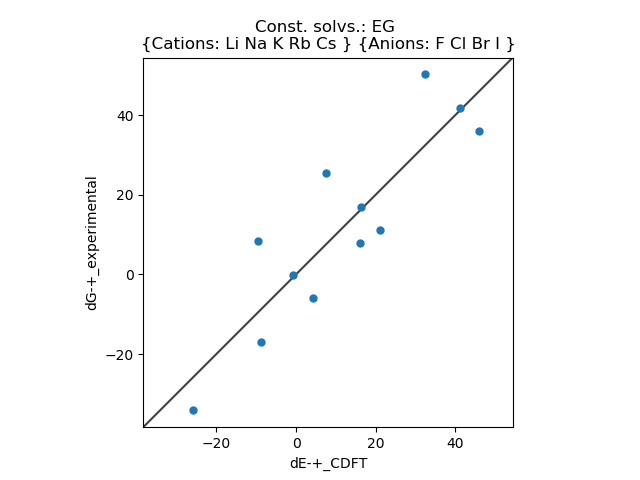 Const. solvs.: EG
{Cations: Li Na K Rb Cs } {Anions: F Cl Br I }
40
20
0
−20
dG-+_experimental
−20
0
20
40
dE-+_CDFT